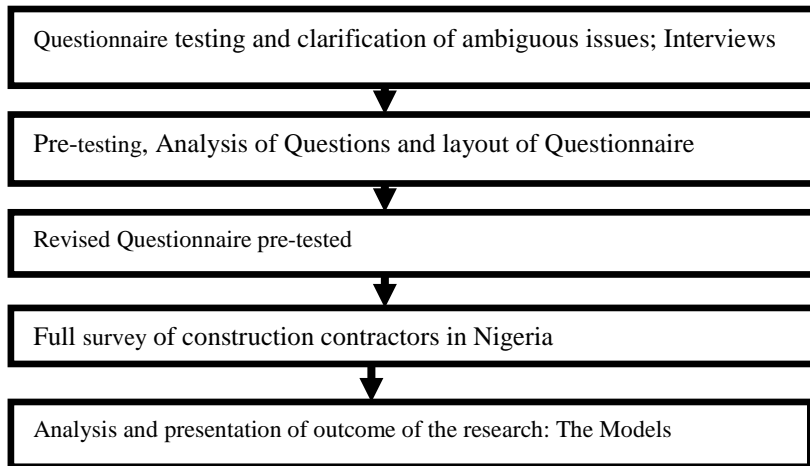 Questionnaire testing and clarification of ambiguous issues; Interviews
Pre-testing, Analysis of Questions and layout of Questionnaire
Revised Questionnaire pre-tested
Full survey of construction contractors in Nigeria
Analysis and presentation of outcome of the research: The Models